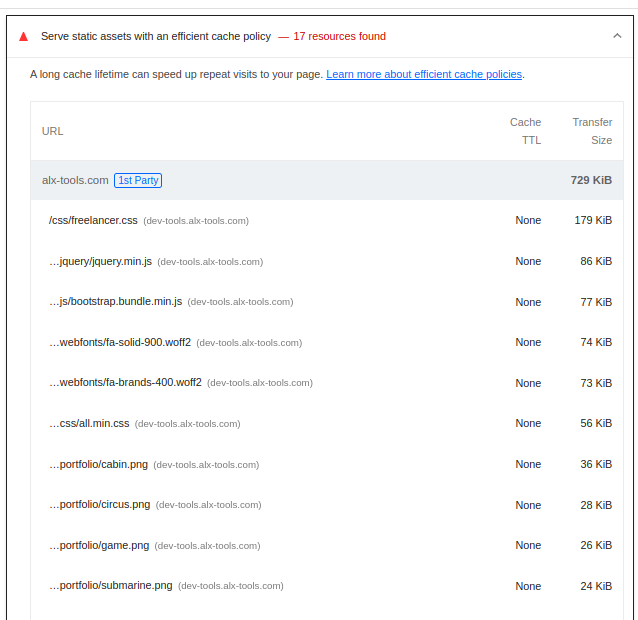 Serve static assets with an efficient cache policy — 17 resources found
A long cache lifetime can speed up repeat visits to your page. Learn more about efficient cache policies.
URL Cache TTL Transfer Size
alx-tools.com 1st Party 729 KiB
/css/freelancer.css (dev-tools.alx-tools.com) None 179 KiB
…jquery/jquery.min.js (dev-tools.alx-tools.com) None 86 KiB
…js/bootstrap.bundle.min.js (dev-tools.alx-tools.com) None 77 KiB
…webfonts/fa-solid-900.woff2 (dev-tools.alx-tools.com) None 74 KiB
…webfonts/fa-brands-400.woff2 (dev-tools.alx-tools.com) None 73 KiB
…css/all.min.css (dev-tools.alx-tools.com) None 56 KiB
…portfolio/cabin.png (dev-tools.alx-tools.com) None 36 KiB
…portfolio/circus.png (dev-tools.alx-tools.com) None 28 KiB
…portfolio/game.png (dev-tools.alx-tools.com) None 26 KiB
…portfolio/submarine.png (dev-tools.alx-tools.com) None 24 KiB